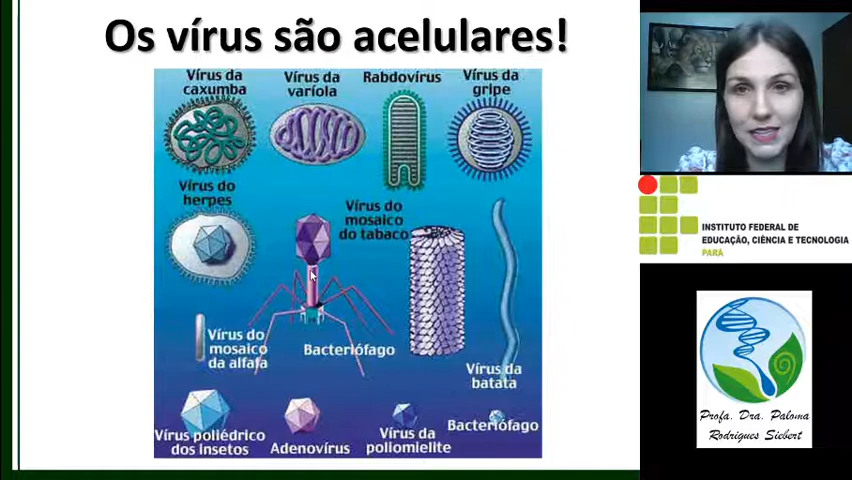 Os vírus são acelulares!
Vírus da
caxumba
Vírus da
varíola
Rabdovírus
Vírus da
gripe
Vírus do
herpes
Vírus do
mosaico
do tabaco
Vírus do
mosaico
da alfafa
Bacteriófago
Vírus da
batata
Vírus poliédrico
dos insetos
Adenovírus
Vírus da
poliomielite
Bacteriófago
INSTITUTO FEDERAL DE
EDUCAÇÃO, CIÊNCIA E TECNOLOGIA
PARÁ
Profa. Dra. Paloma
Rodrigues Siebert